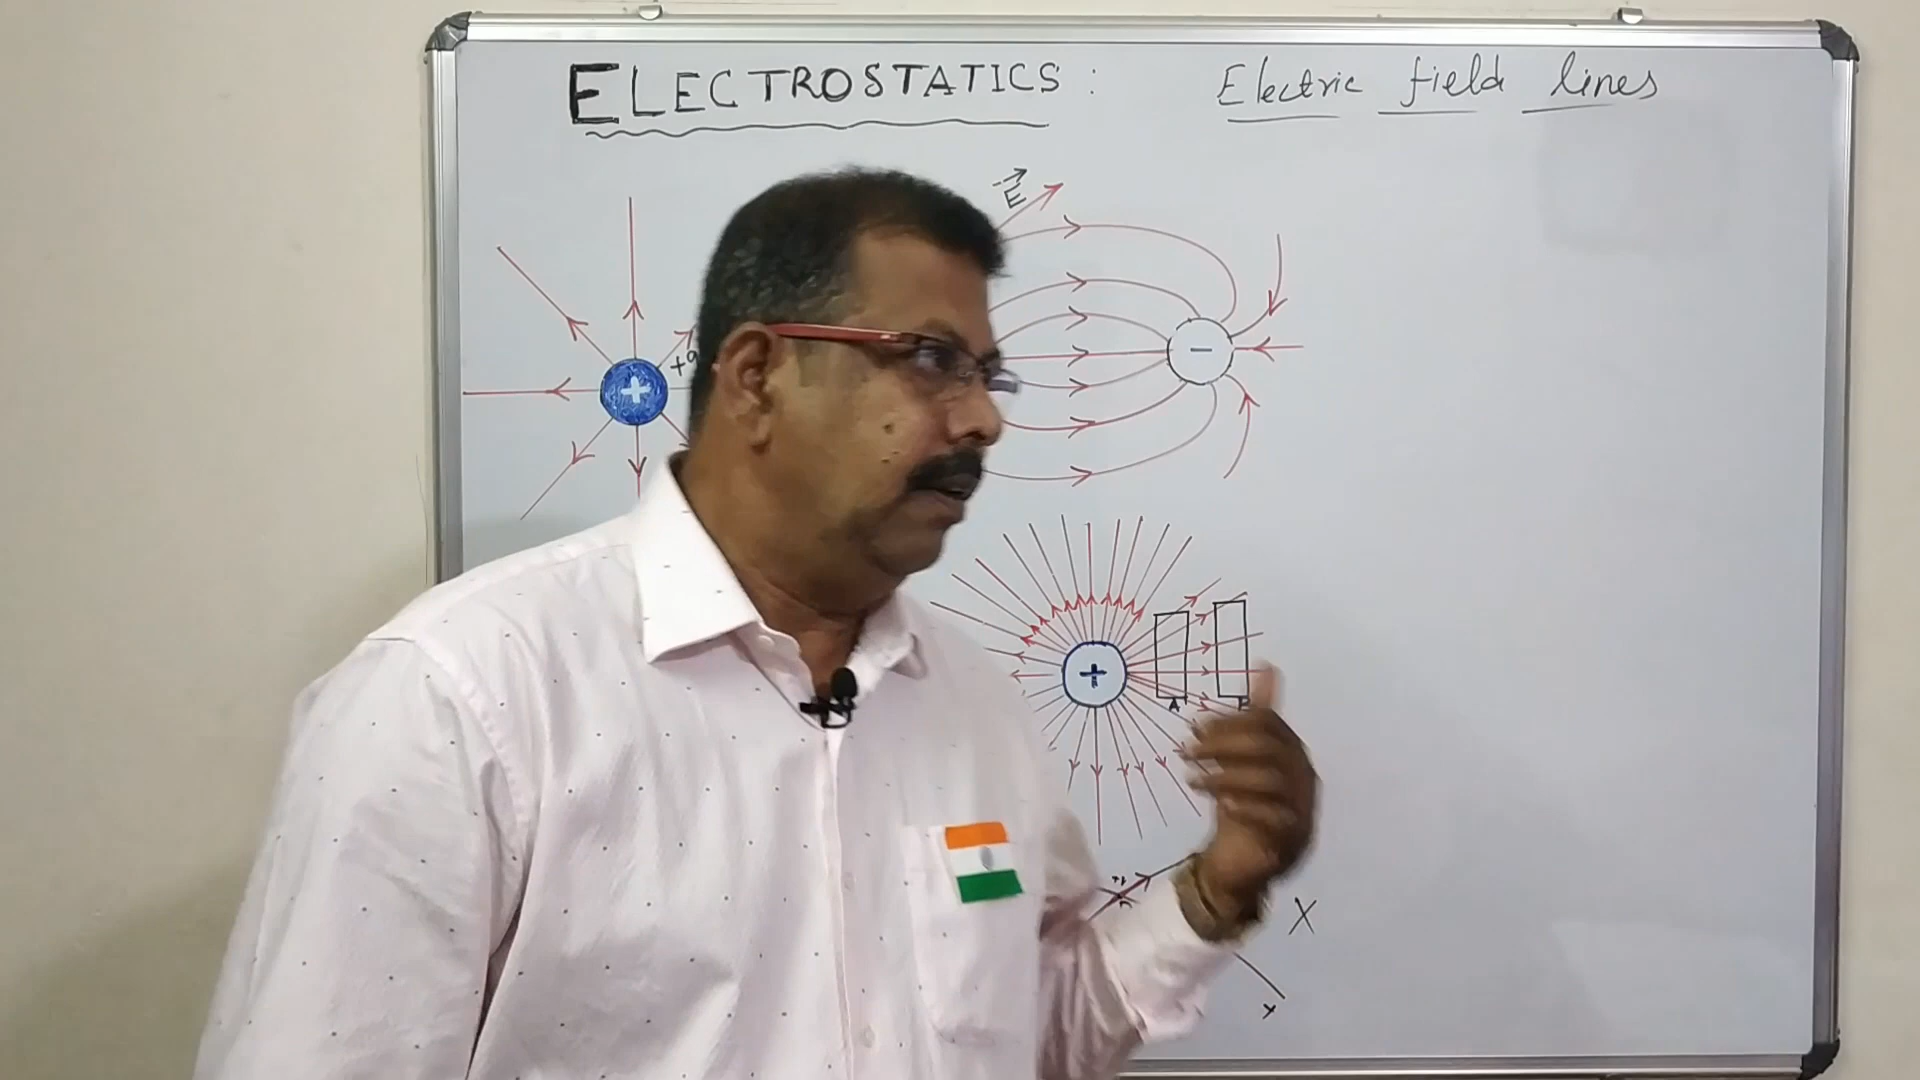 ELECTROSTATICS : Electric field lines
E
+q
+
−
+
A
X